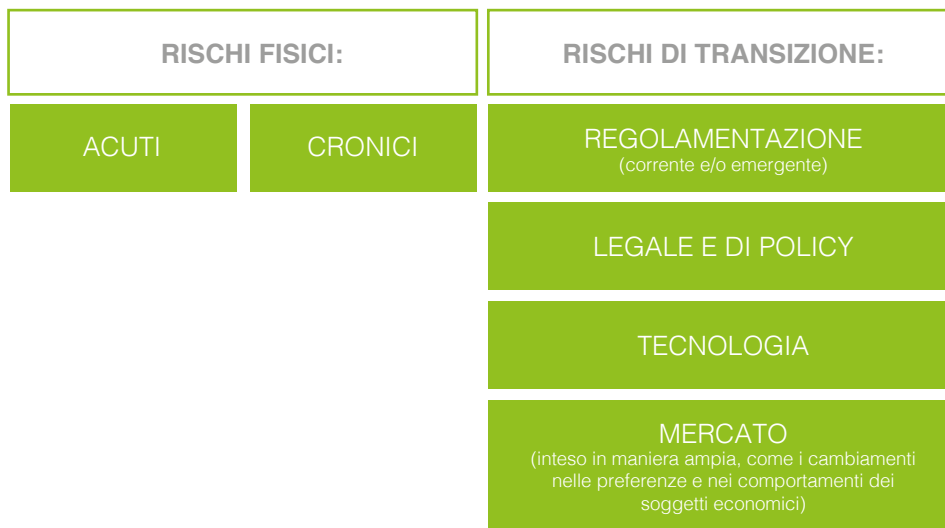 RISCHI FISICI:
RISCHI DI TRANSIZIONE:
ACUTI
CRONICI
REGOLAMENTAZIONE
(corrente e/o emergente)
LEGALE E DI POLICY
TECNOLOGIA
MERCATO
(inteso in maniera ampia, come i cambiamenti
nelle preferenze e nei comportamenti dei
soggetti economici)